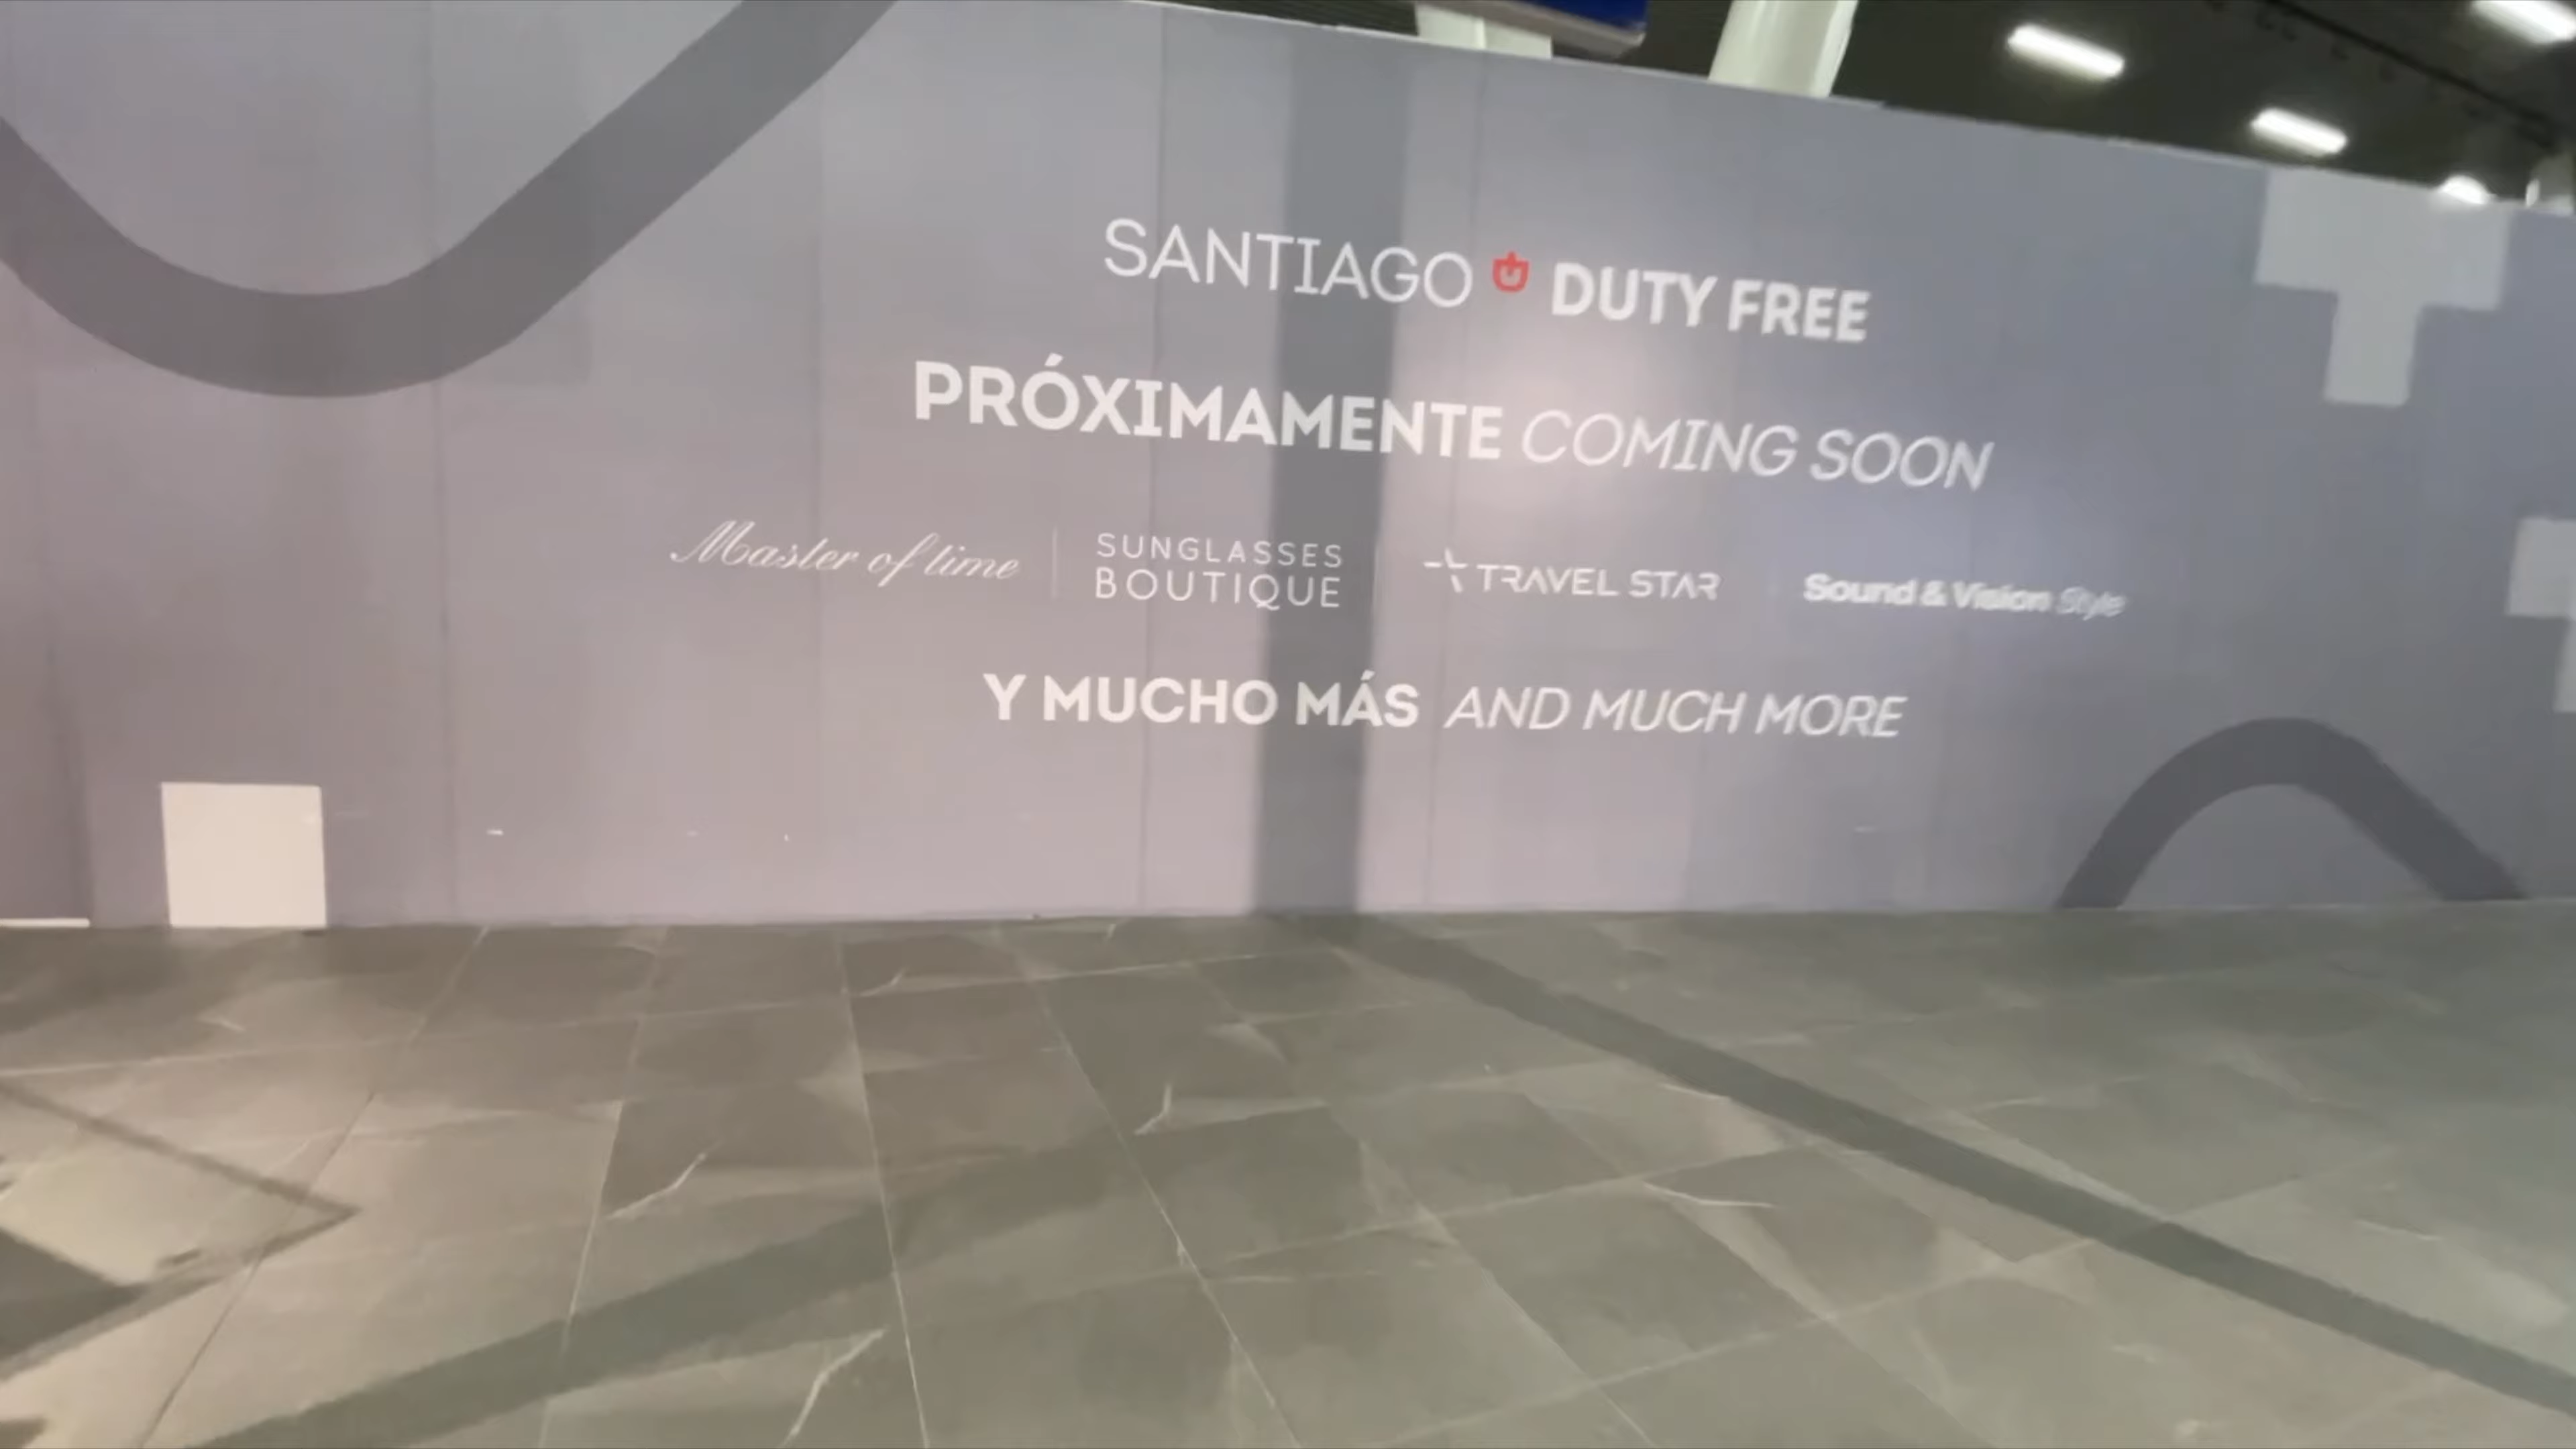 SANTIAGO DUTY FREE
PRÓXIMAMENTE COMING SOON
Master of time
SUNGLASSES
BOUTIQUE
TRAVEL STAR
Sound & Vision Style
Y MUCHO MÁS AND MUCH MORE